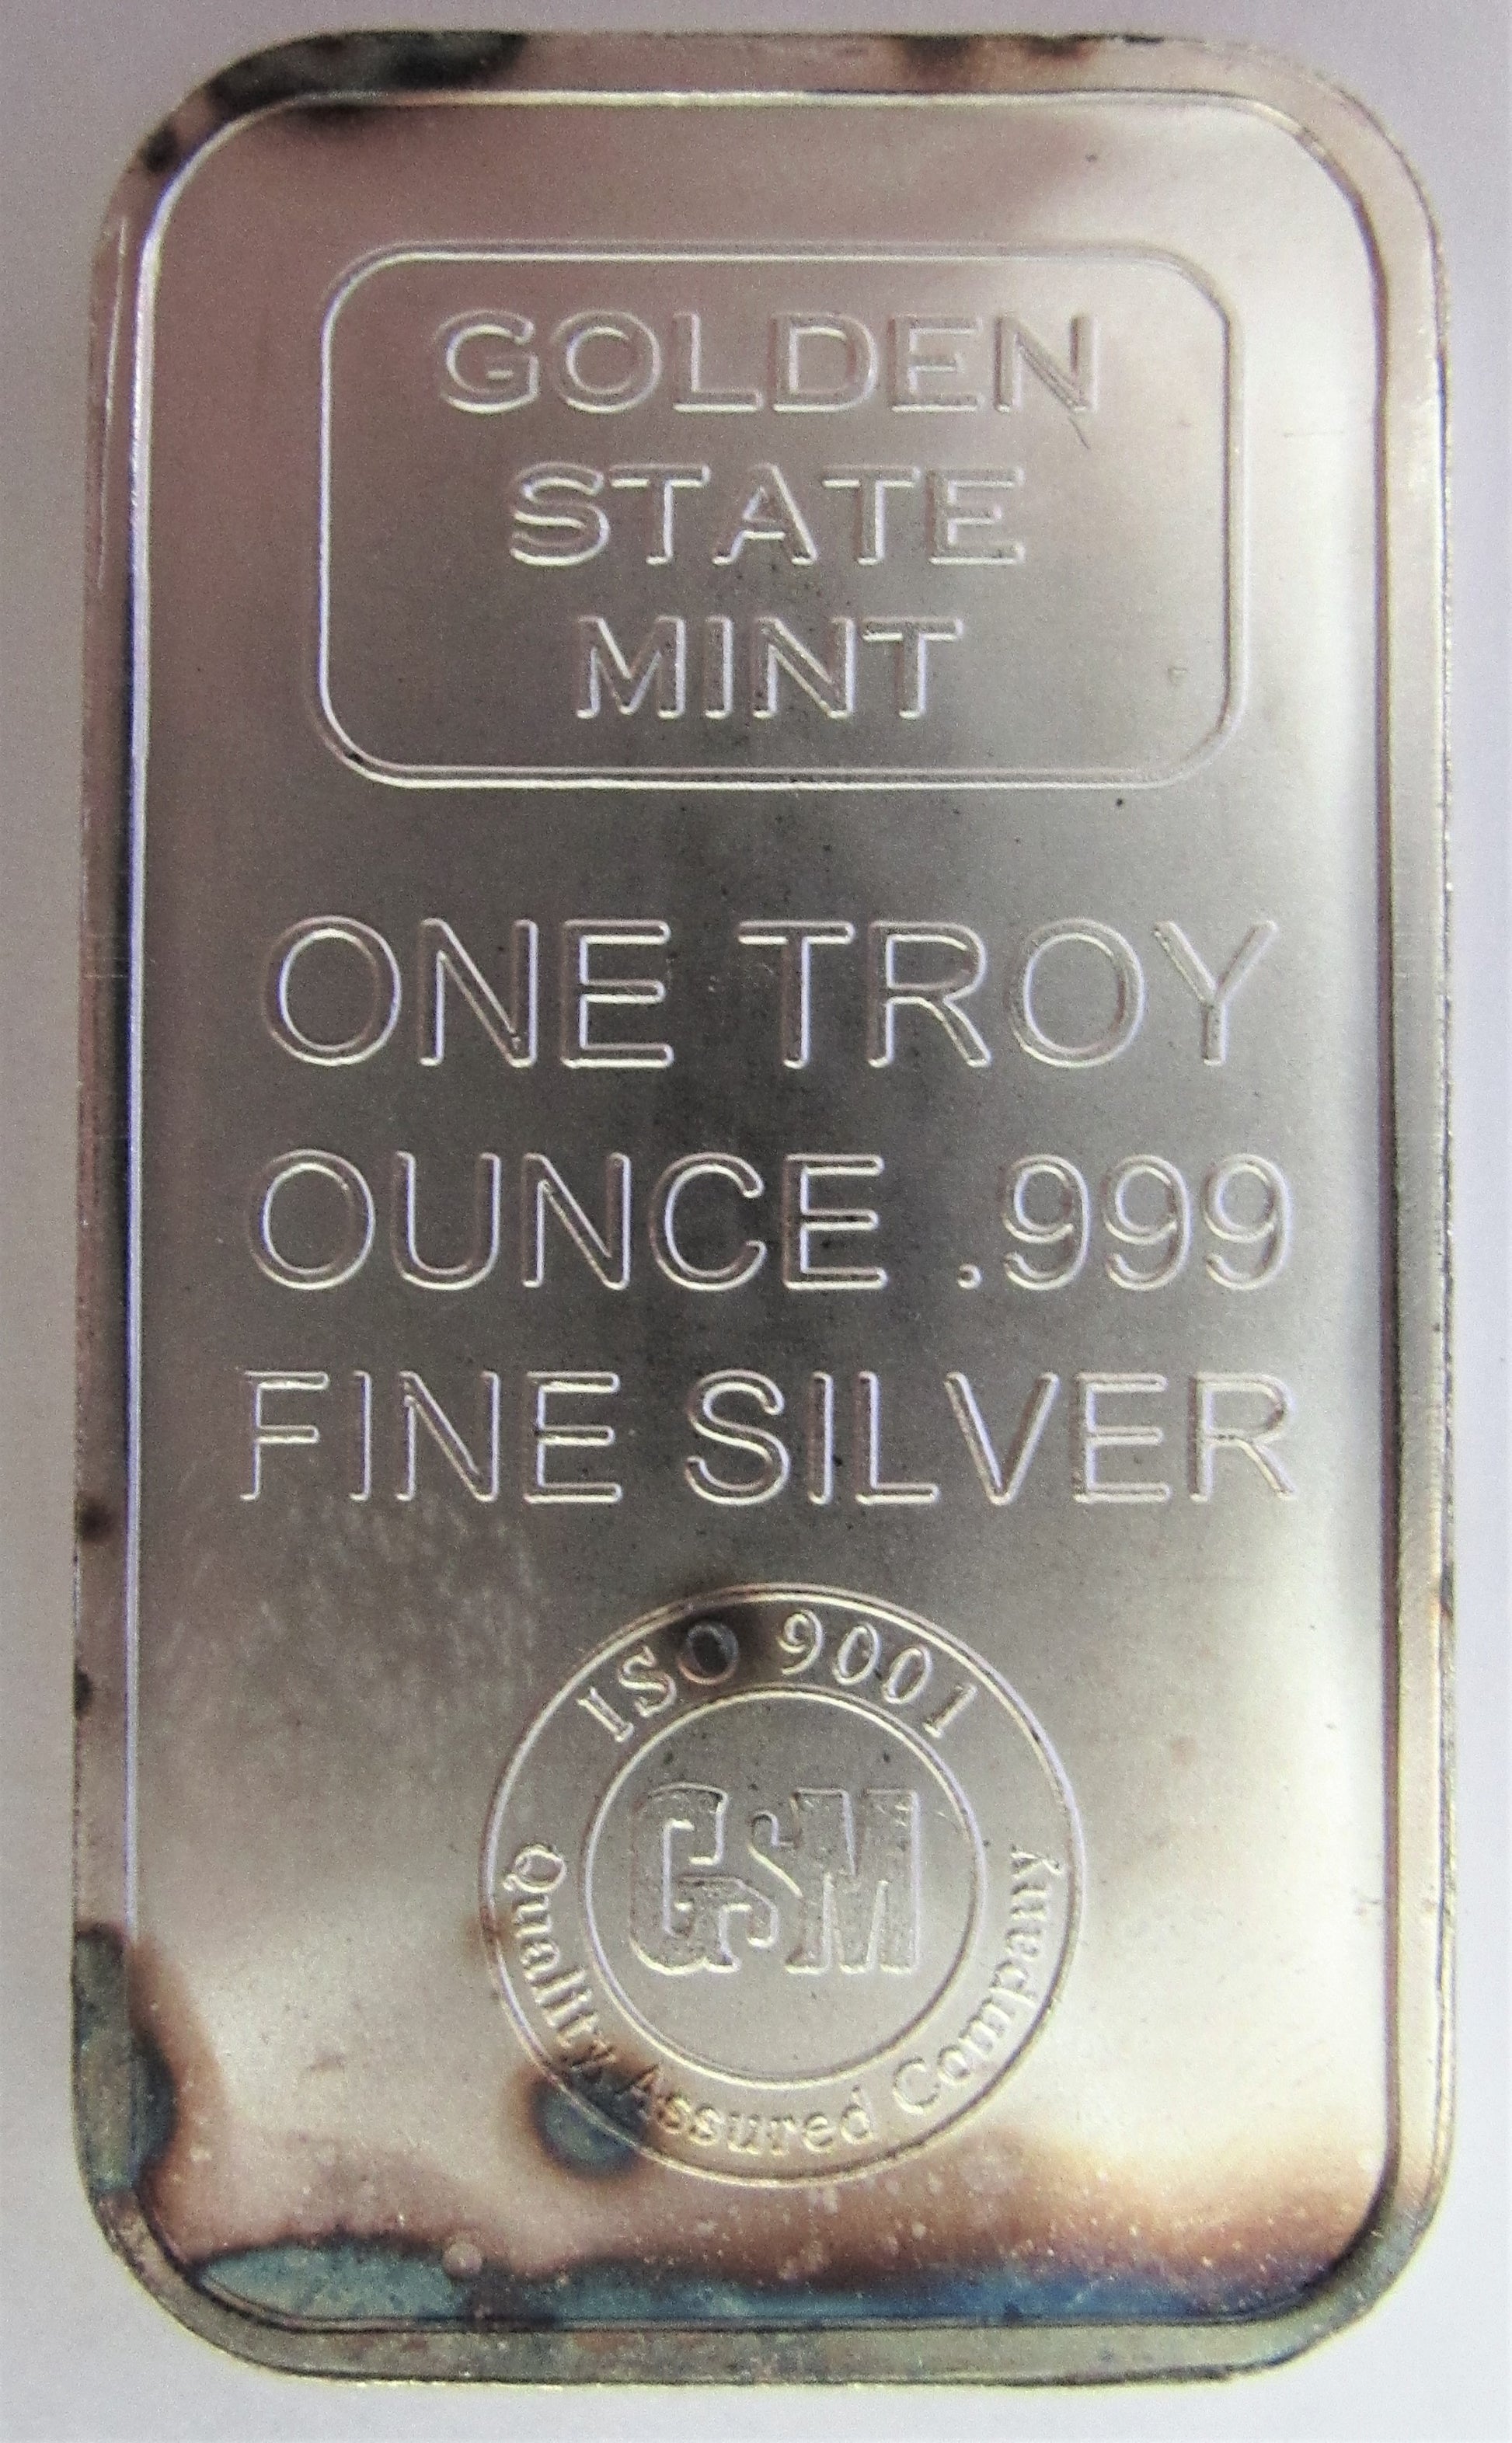 GOLDEN
STATE
MINT
ONE TROY
OUNCE .999
FINE SILVER
ISO 9001
GSM
Quality Assured Company